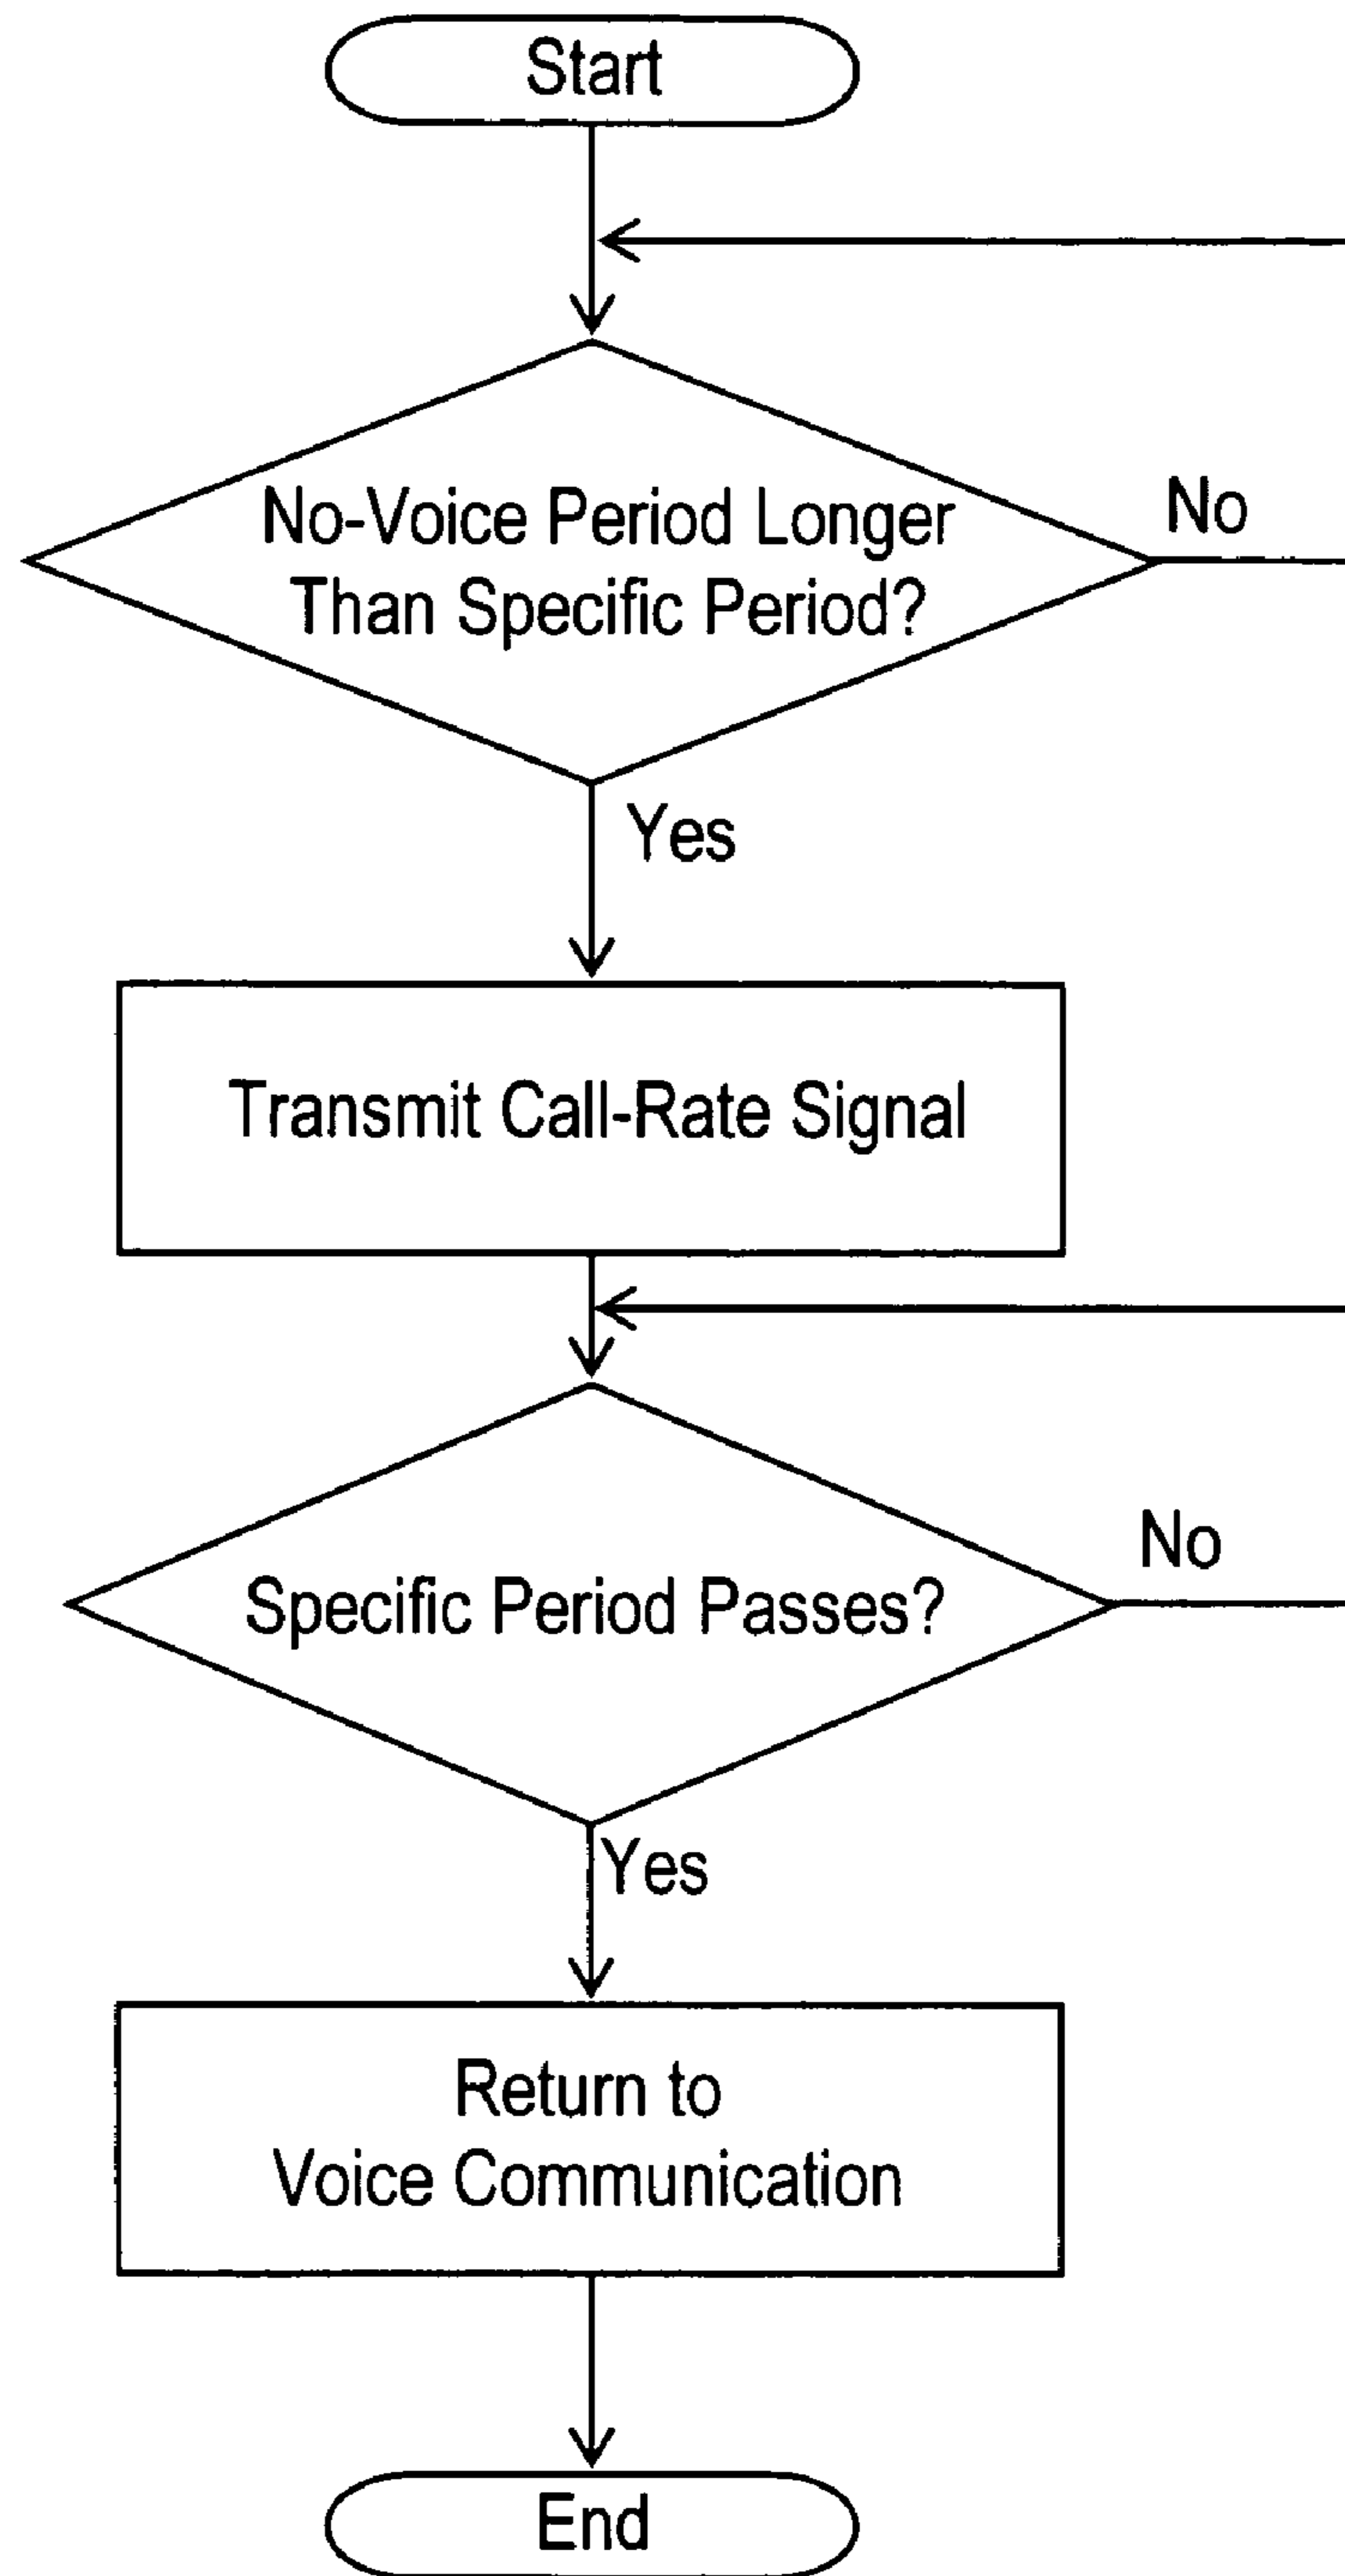 Start
No-Voice Period Longer
Than Specific Period?
No
Yes
Transmit Call-Rate Signal
Specific Period Passes?
No
Yes
Return to
Voice Communication
End